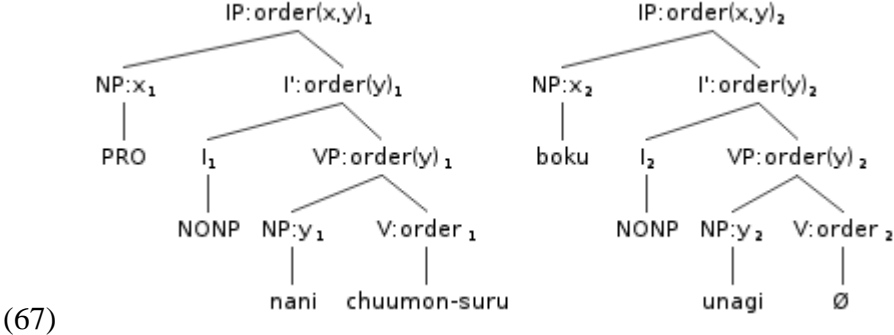 IP:order(x,y)₁ IP:order(x,y)₂
NP:x₁ I':order(y)₁ NP:x₂ I':order(y)₂
PRO I₁ VP:order(y)₁ boku I₂ VP:order(y)₂
NONP NP:y₁ V:order₁ NONP NP:y₂ V:order₂
nani chuumon-suru unagi Ø
(67)